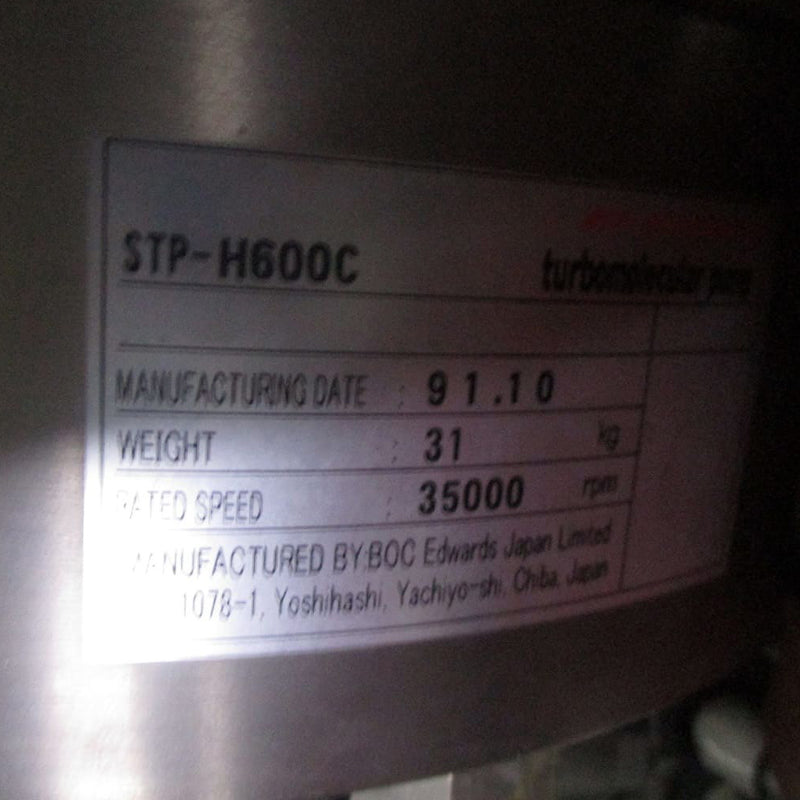 STP-H600C turbomolecular pump
MANUFACTURING DATE : 91.10
WEIGHT : 31 kg
RATED SPEED : 35000 rpm
MANUFACTURED BY:BOC Edwards Japan Limited
1078-1, Yoshihashi, Yachiyo-shi, Chiba, Japan